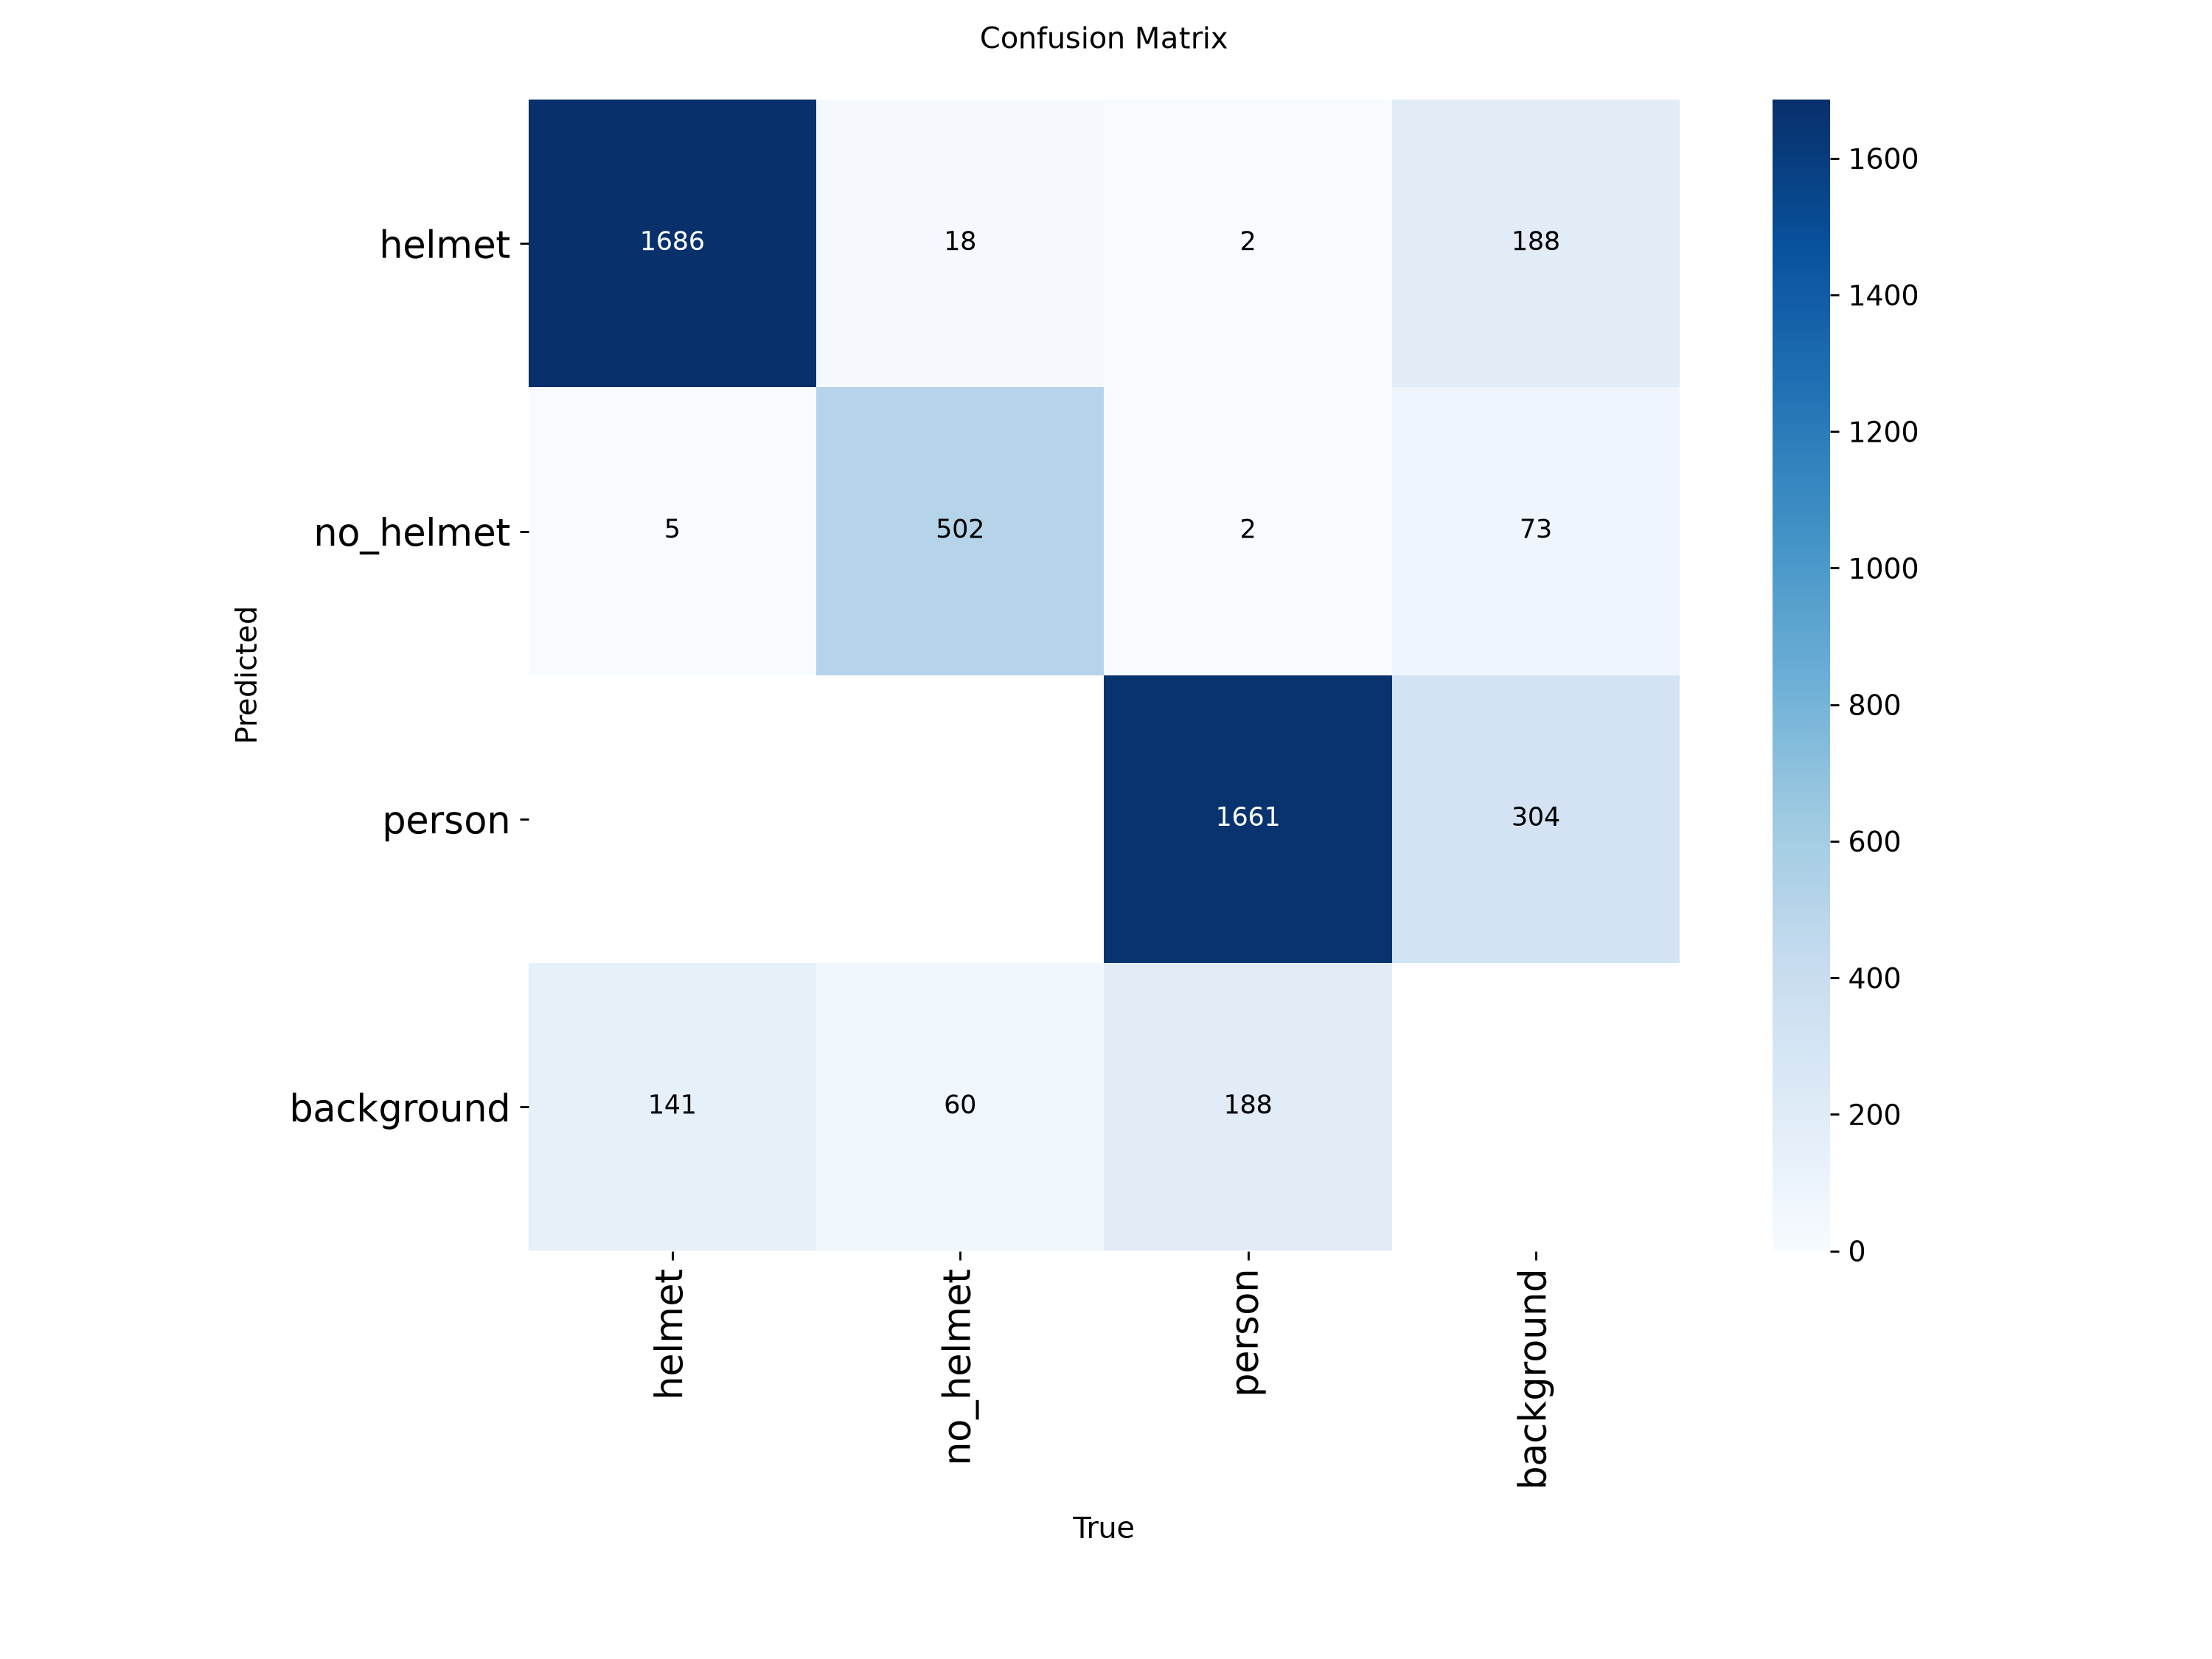 Confusion Matrix
helmet
1686 18 2 188
no_helmet
5 502 2 73
person
1661 304
background
141 60 188
Predicted
helmet
no_helmet
person
background
True
1600
1400
1200
1000
800
600
400
200
0